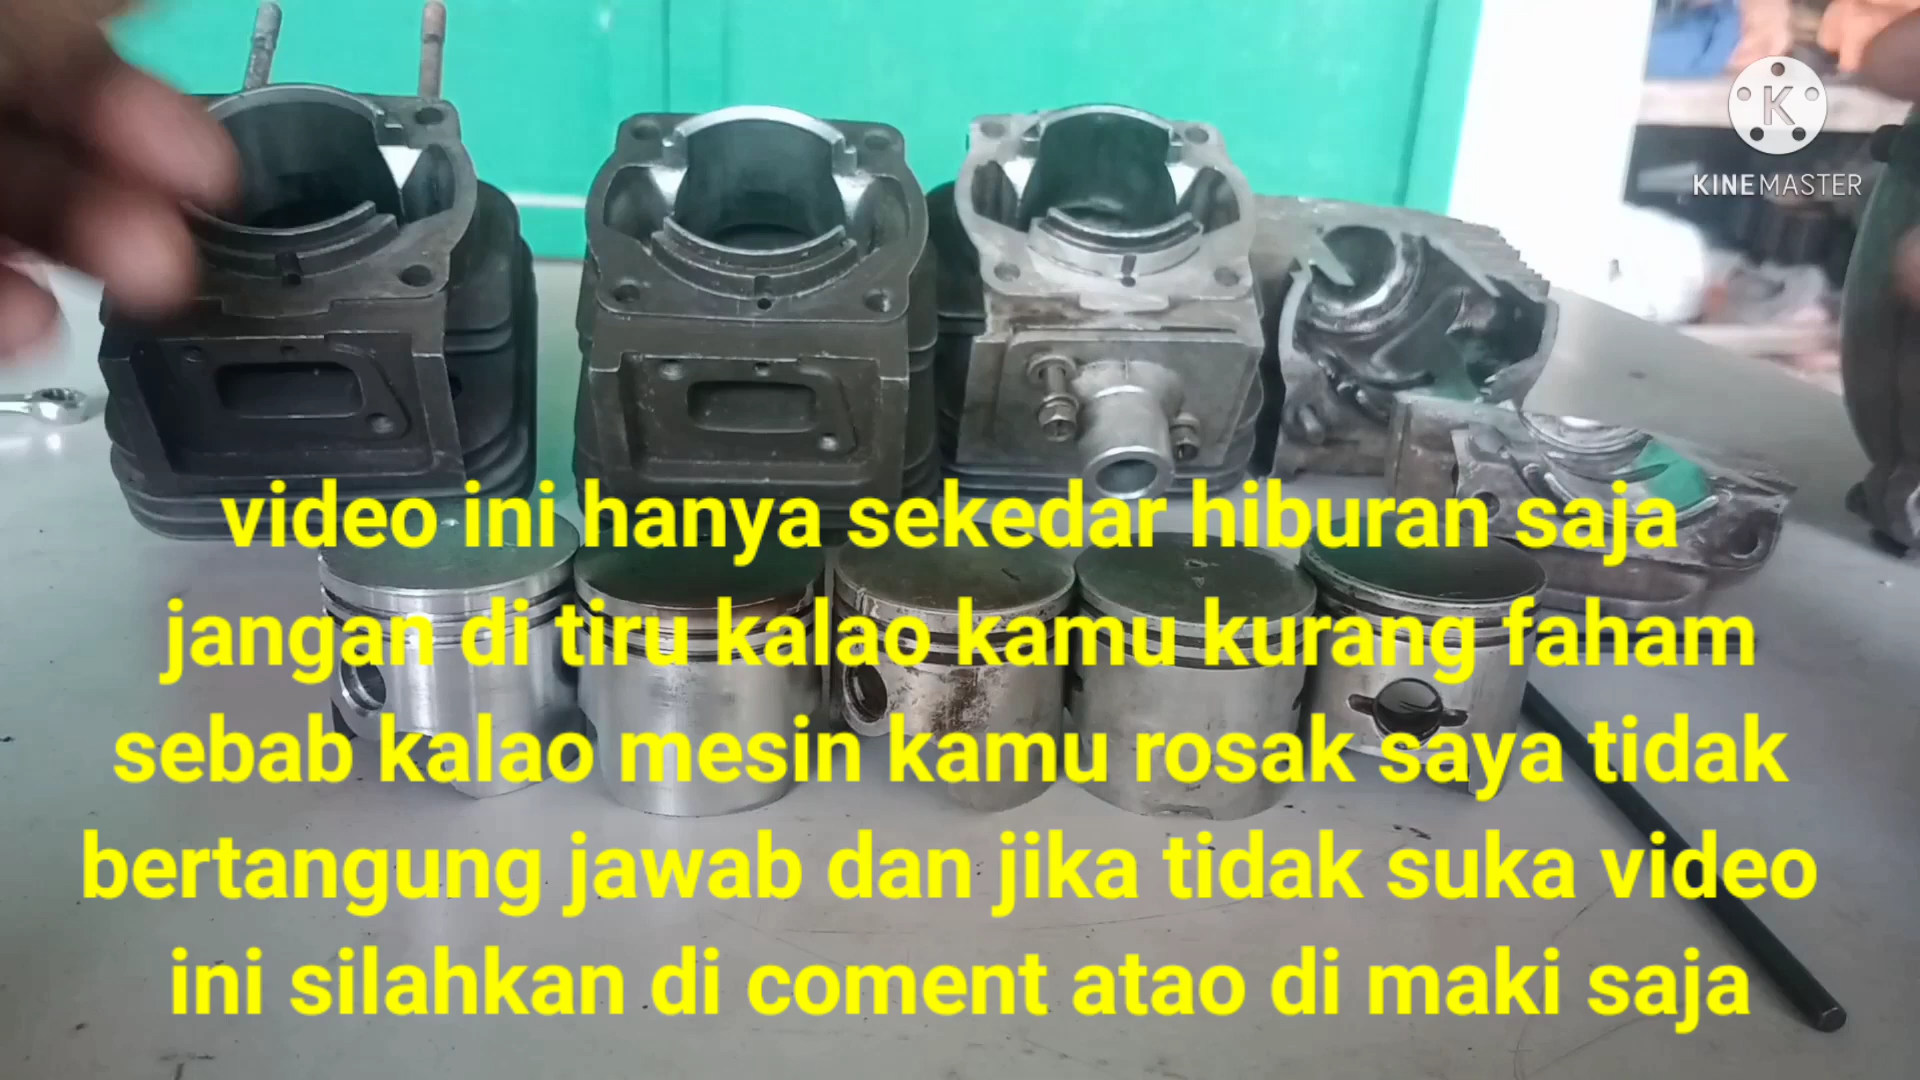 KINEMASTER
video ini hanya sekedar hiburan saja
jangan di tiru kalao kamu kurang faham
sebab kalao mesin kamu rosak saya tidak
bertangung jawab dan jika tidak suka video
ini silahkan di coment atao di maki saja